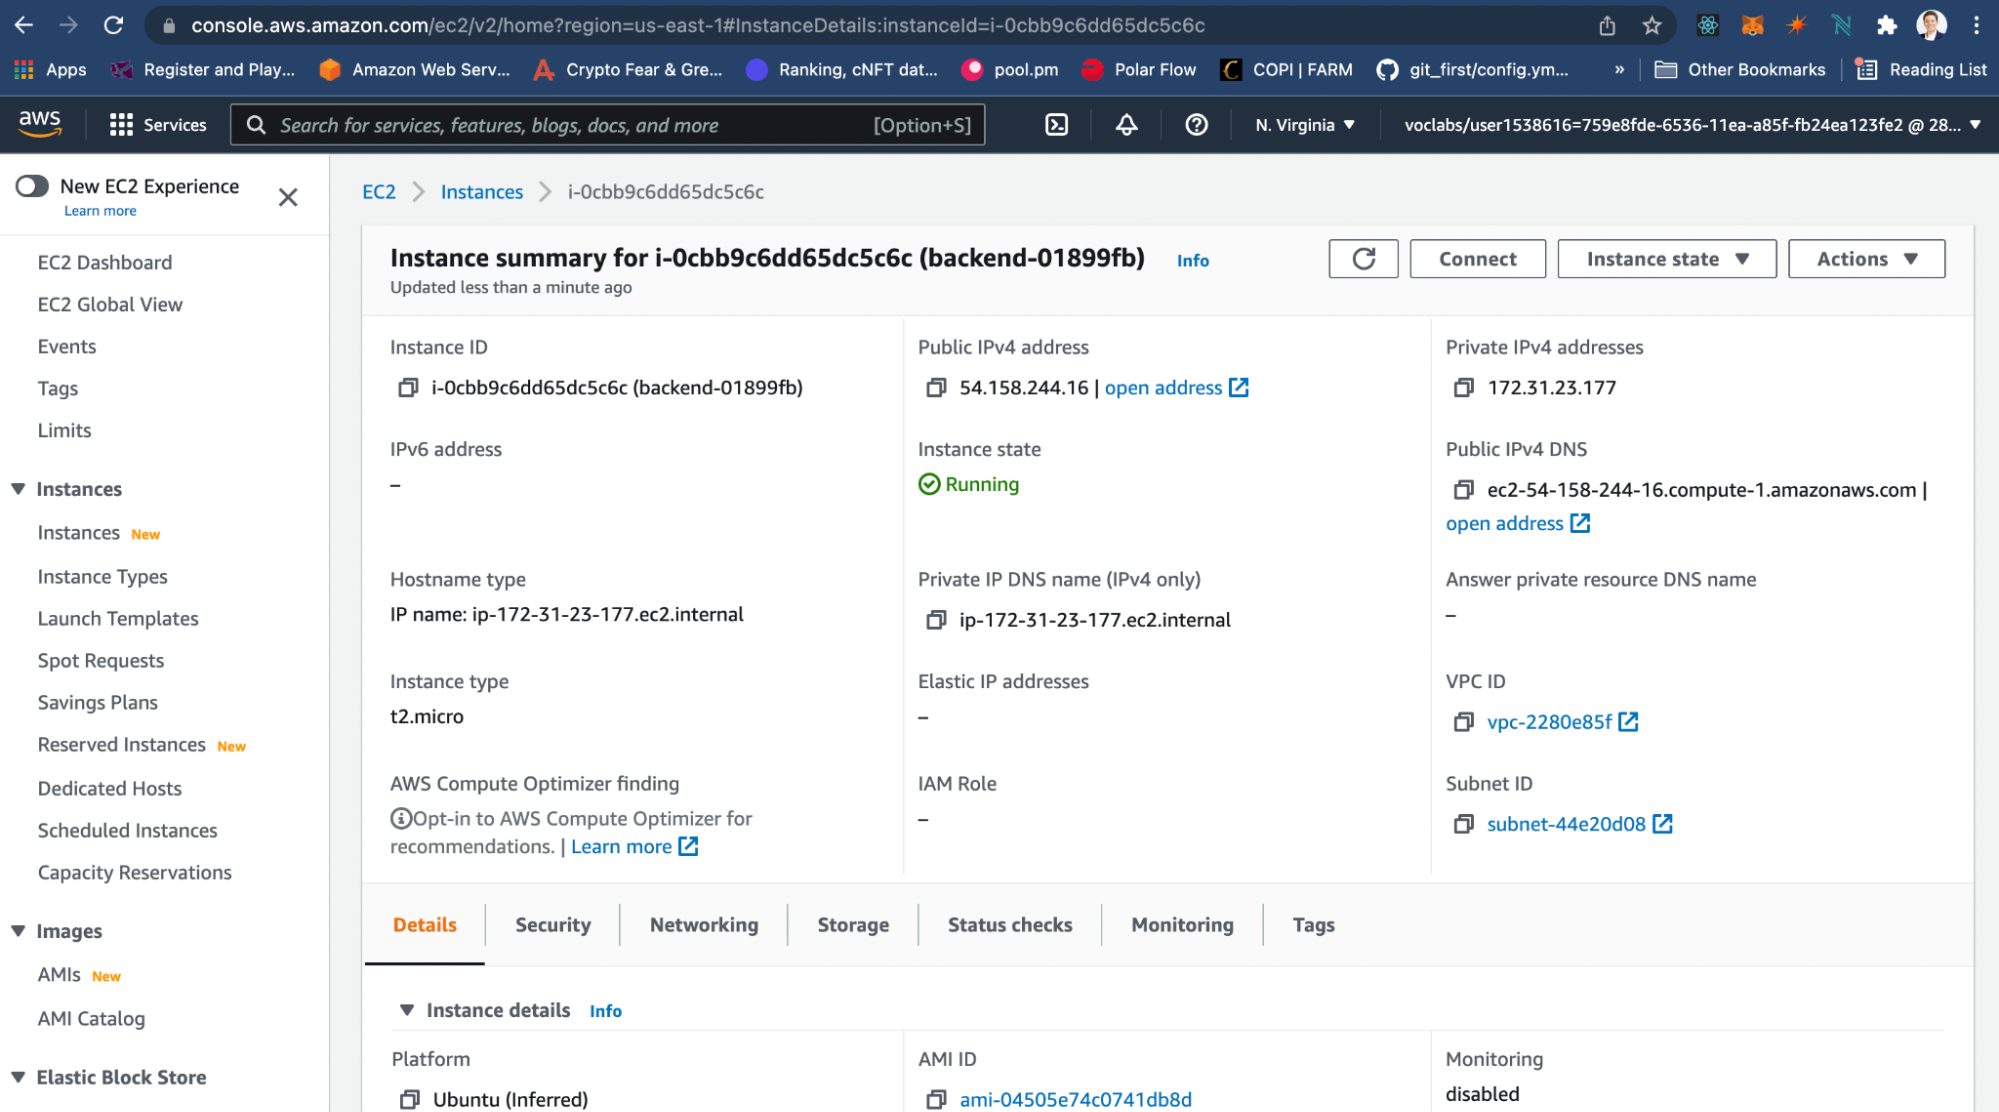 console.aws.amazon.com/ec2/v2/home?region=us-east-1#InstanceDetails:instanceId=i-0cbb9c6dd65dc5c6c
Apps Register and Play... Amazon Web Serv... Crypto Fear & Gre... Ranking, cNFT dat... pool.pm Polar Flow COPI | FARM git_first/config.ym... » Other Bookmarks Reading List
aws Services Search for services, features, blogs, docs, and more [Option+S] N. Virginia ▼ voclabs/user1538616=759e8fde-6536-11ea-a85f-fb24ea123fe2 @ 28... ▼
New EC2 Experience
Learn more
EC2 Dashboard
EC2 Global View
Events
Tags
Limits
Instances
Instances New
Instance Types
Launch Templates
Spot Requests
Savings Plans
Reserved Instances New
Dedicated Hosts
Scheduled Instances
Capacity Reservations
Images
AMIs New
AMI Catalog
Elastic Block Store
EC2 > Instances > i-0cbb9c6dd65dc5c6c
Instance summary for i-0cbb9c6dd65dc5c6c (backend-01899fb) Info
Updated less than a minute ago
Connect Instance state ▼ Actions ▼
Instance ID
i-0cbb9c6dd65dc5c6c (backend-01899fb)
Public IPv4 address
54.158.244.16 | open address
Private IPv4 addresses
172.31.23.177
IPv6 address
–
Instance state
Running
Public IPv4 DNS
ec2-54-158-244-16.compute-1.amazonaws.com |
open address
Hostname type
IP name: ip-172-31-23-177.ec2.internal
Private IP DNS name (IPv4 only)
ip-172-31-23-177.ec2.internal
Answer private resource DNS name
–
Instance type
t2.micro
Elastic IP addresses
–
VPC ID
vpc-2280e85f
AWS Compute Optimizer finding
Opt-in to AWS Compute Optimizer for
recommendations. | Learn more
IAM Role
–
Subnet ID
subnet-44e20d08
Details Security Networking Storage Status checks Monitoring Tags
Instance details Info
Platform
Ubuntu (Inferred)
AMI ID
ami-04505e74c0741db8d
Monitoring
disabled